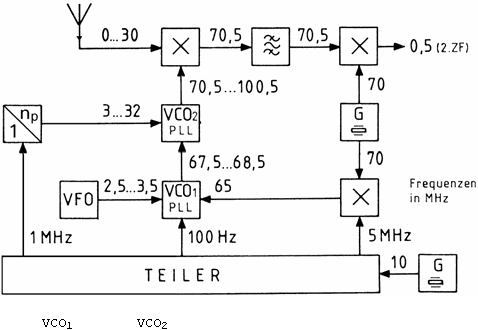 0...30
70,5
70,5
0,5 (2.ZF)
70,5...100,5
70
np
1
3...32
VCO2
PLL
G
67,5...68,5
70
VFO
2,5...3,5
VCO1
PLL
65
Frequenzen
in MHz
1 MHz
100 Hz
5 MHz
TEILER
10
G
VCO1 VCO2